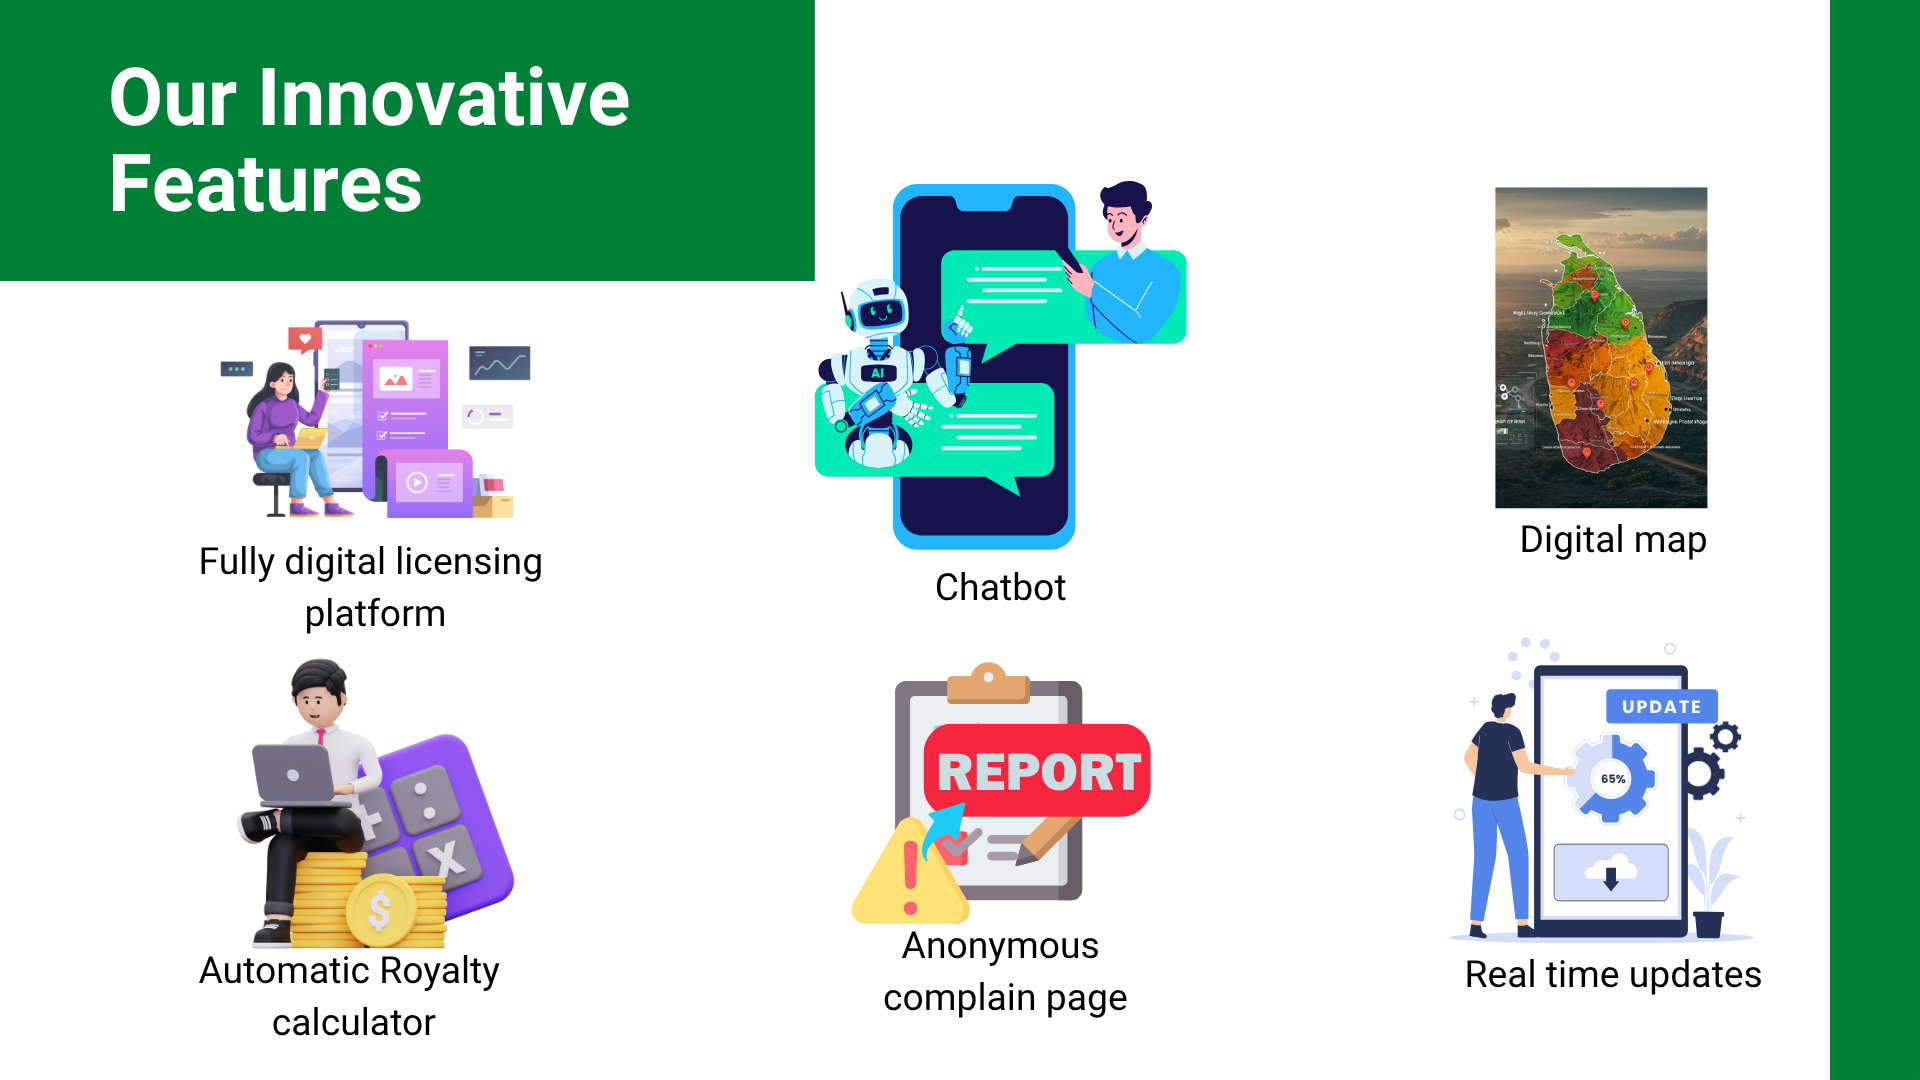 Our Innovative
Features
AI
Digital map
Fully digital licensing
platform
Chatbot
UPDATE
65%
REPORT
Automatic Royalty
calculator
$
Anonymous
complain page
Real time updates